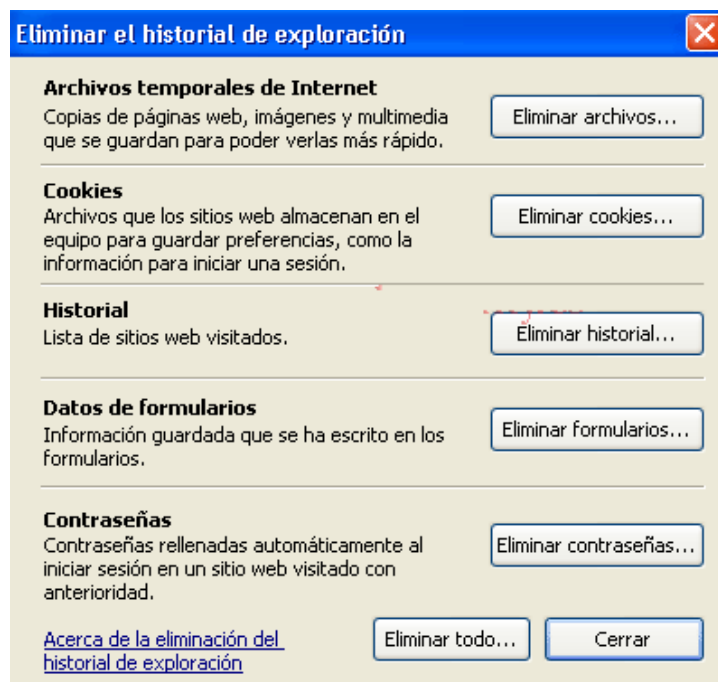 Eliminar el historial de exploración
Archivos temporales de Internet
Copias de páginas web, imágenes y multimedia
que se guardan para poder verlas más rápido.
Eliminar archivos...
Cookies
Archivos que los sitios web almacenan en el
equipo para guardar preferencias, como la
información para iniciar una sesión.
Eliminar cookies...
Historial
Lista de sitios web visitados.
Eliminar historial...
Datos de formularios
Información guardada que se ha escrito en los
formularios.
Eliminar formularios...
Contraseñas
Contraseñas rellenadas automáticamente al
iniciar sesión en un sitio web visitado con
anterioridad.
Eliminar contraseñas...
Acerca de la eliminación del
historial de exploración
Eliminar todo...
Cerrar